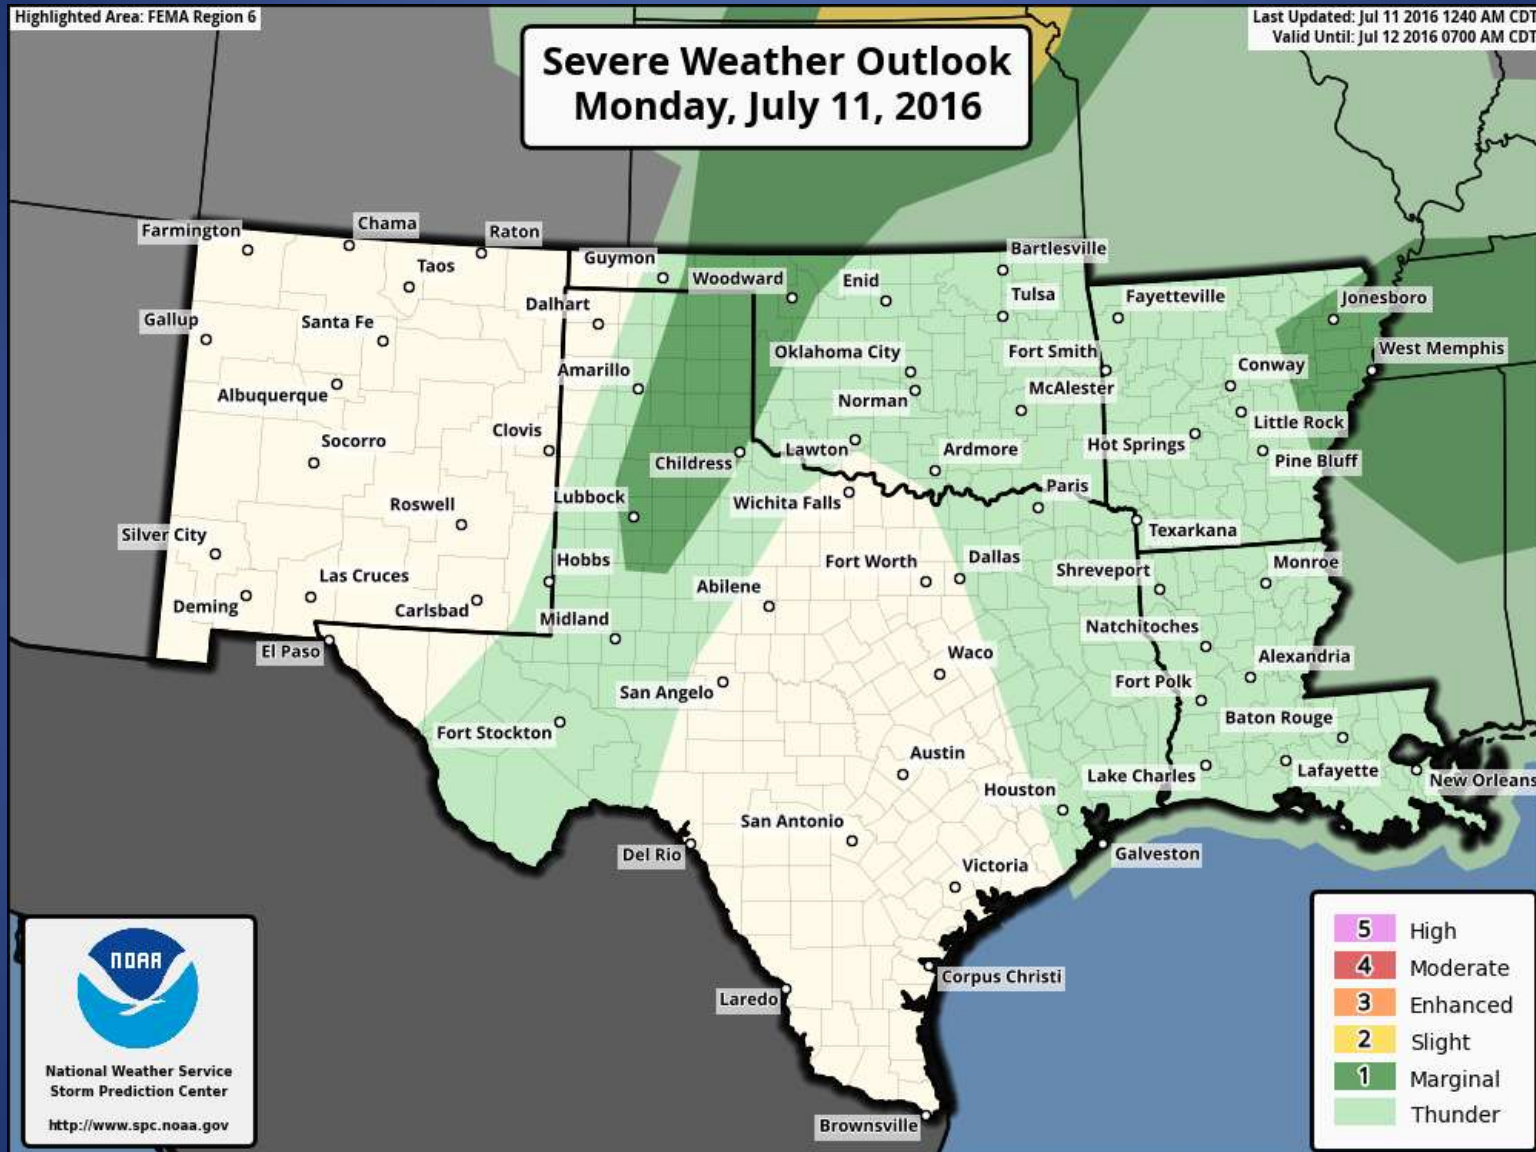 Highlighted Area: FEMA Region 6
Last Updated: Jul 11 2016 1240 AM CDT
Valid Until: Jul 12 2016 0700 AM CDT
Severe Weather Outlook
Monday, July 11, 2016
Farmington
Chama
Raton
Taos
Guymon
Woodward
Enid
Bartlesville
Tulsa
Fayetteville
Jonesboro
Gallup
Santa Fe
Dalhart
Oklahoma City
Fort Smith
West Memphis
Albuquerque
Amarillo
Norman
McAlester
Conway
Little Rock
Socorro
Clovis
Childress
Lawton
Ardmore
Hot Springs
Pine Bluff
Roswell
Lubbock
Wichita Falls
Paris
Texarkana
Silver City
Las Cruces
Hobbs
Fort Worth
Dallas
Shreveport
Monroe
Deming
Carlsbad
Midland
Abilene
Natchitoches
El Paso
San Angelo
Waco
Alexandria
Fort Polk
Fort Stockton
Austin
Baton Rouge
Houston
Lake Charles
Lafayette
New Orleans
San Antonio
Del Rio
Victoria
Galveston
Laredo
Corpus Christi
Brownsville
NOAA
National Weather Service
Storm Prediction Center
http://www.spc.noaa.gov
5 High
4 Moderate
3 Enhanced
2 Slight
1 Marginal
Thunder